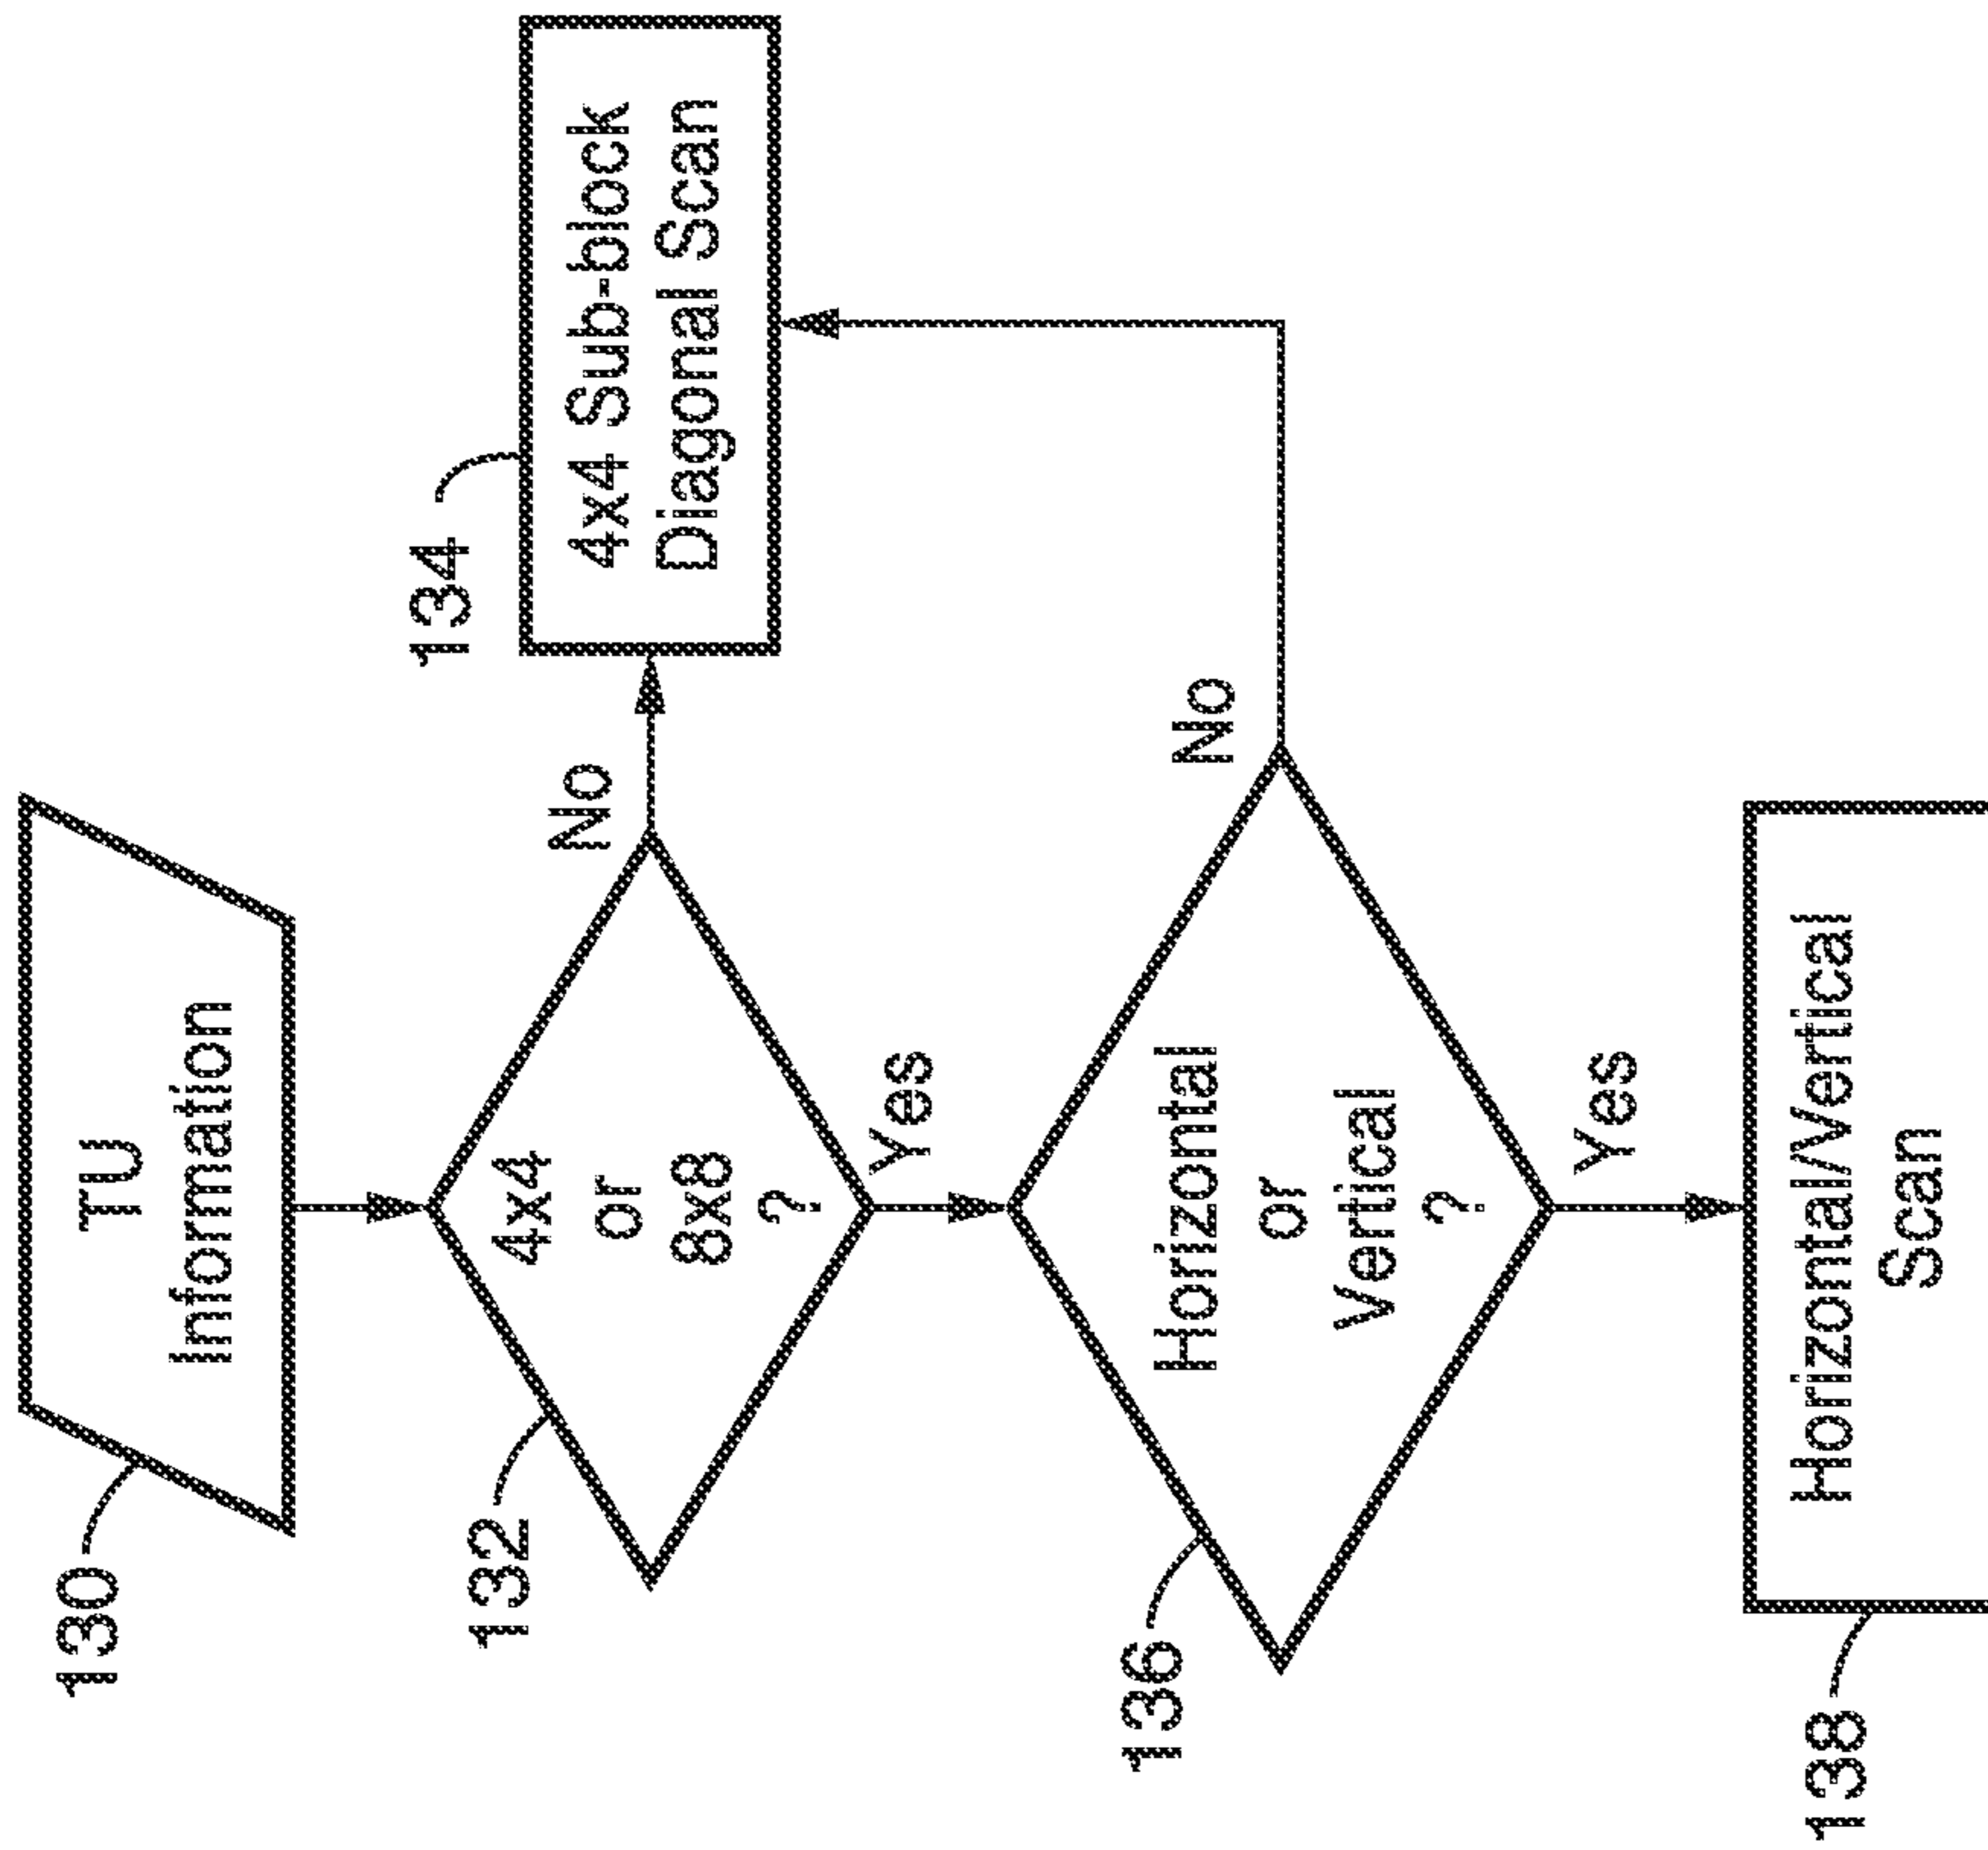 130
TU
Information
132
4x4
or
8x8
?
No
Yes
134
4x4 Sub-block
Diagonal Scan
136
Horizontal
or
Vertical
?
No
Yes
138
Horizontal/Vertical
Scan